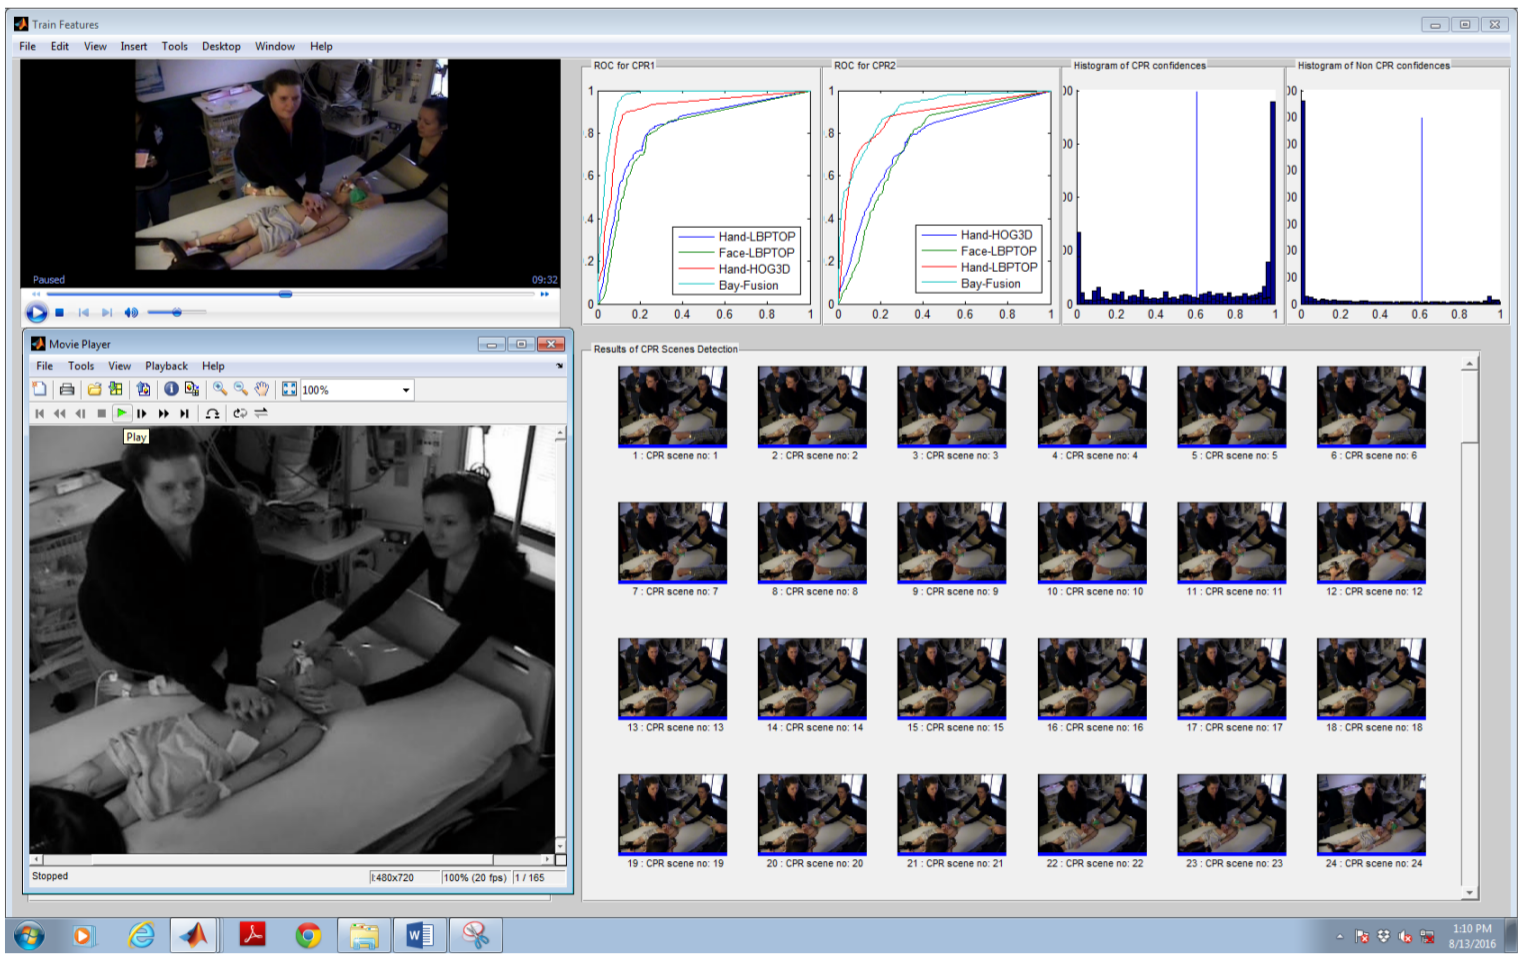 Train Features
File Edit View Insert Tools Desktop Window Help
Paused
09:32
ROC for CPR1
1
.8
.6
.4
.2
0
0 0.2 0.4 0.6 0.8 1
Hand-LBPTOP
Face-LBPTOP
Hand-HOG3D
Bay-Fusion
ROC for CPR2
1
.8
.6
.4
.2
0
0 0.2 0.4 0.6 0.8 1
Hand-HOG3D
Face-LBPTOP
Hand-LBPTOP
Bay-Fusion
Histogram of CPR confidences
00
00
00
00
0
0 0.2 0.4 0.6 0.8 1
Histogram of Non CPR confidences
00
00
00
00
00
00
00
00
0
0 0.2 0.4 0.6 0.8 1
Movie Player
File Tools View Playback Help
100%
Play
Stopped
I:480x720
100% (20 fps)
1 / 165
Results of CPR Scenes Detection
1 : CPR scene no: 1
2 : CPR scene no: 2
3 : CPR scene no: 3
4 : CPR scene no: 4
5 : CPR scene no: 5
6 : CPR scene no: 6
7 : CPR scene no: 7
8 : CPR scene no: 8
9 : CPR scene no: 9
10 : CPR scene no: 10
11 : CPR scene no: 11
12 : CPR scene no: 12
13 : CPR scene no: 13
14 : CPR scene no: 14
15 : CPR scene no: 15
16 : CPR scene no: 16
17 : CPR scene no: 17
18 : CPR scene no: 18
19 : CPR scene no: 19
20 : CPR scene no: 20
21 : CPR scene no: 21
22 : CPR scene no: 22
23 : CPR scene no: 23
24 : CPR scene no: 24
1:10 PM
8/13/2016